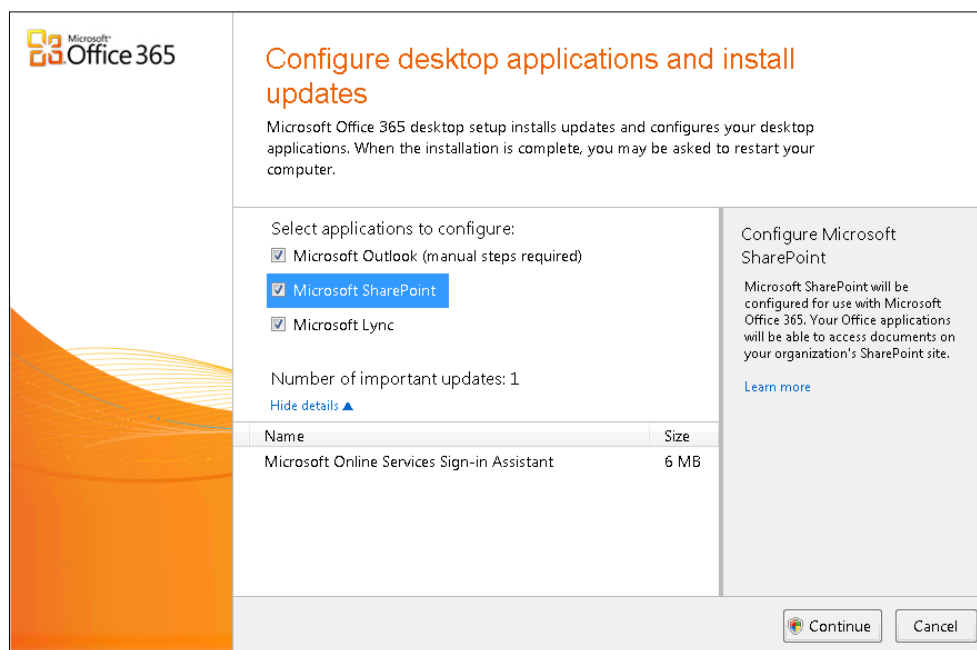 Microsoft®
Office 365
Configure desktop applications and install
updates
Microsoft Office 365 desktop setup installs updates and configures your desktop
applications. When the installation is complete, you may be asked to restart your
computer.
Select applications to configure:
Microsoft Outlook (manual steps required)
Microsoft SharePoint
Microsoft Lync
Number of important updates: 1
Hide details ▲
Name Size
Microsoft Online Services Sign-in Assistant 6 MB
Configure Microsoft
SharePoint
Microsoft SharePoint will be
configured for use with Microsoft
Office 365. Your Office applications
will be able to access documents on
your organization's SharePoint site.
Learn more
Continue Cancel